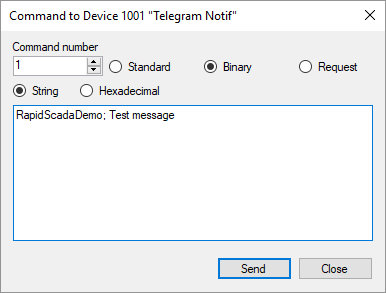 Command to Device 1001 "Telegram Notif"
Command number
1 Standard Binary Request
String Hexadecimal
RapidScadaDemo; Test message
Send Close